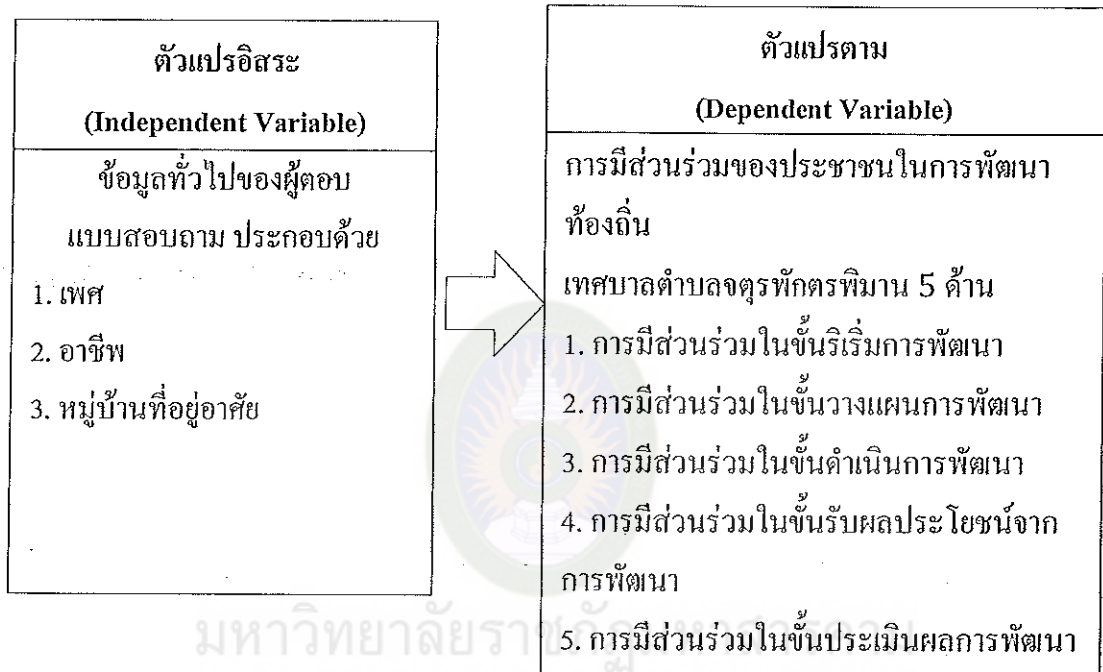 ตัวแปรอิสระ
(Independent Variable)
ข้อมูลทั่วไปของผู้ตอบ
แบบสอบถาม ประกอบด้วย
1. เพศ
2. อาชีพ
3. หมู่บ้านที่อยู่อาศัย
ตัวแปรตาม
(Dependent Variable)
การมีส่วนร่วมของประชาชนในการพัฒนา
ท้องถิ่น
เทศบาลตำบลจตุรพักตรพิมาน 5 ด้าน
1. การมีส่วนร่วมในขั้นริเริ่มการพัฒนา
2. การมีส่วนร่วมในขั้นวางแผนการพัฒนา
3. การมีส่วนร่วมในขั้นดำเนินการพัฒนา
4. การมีส่วนร่วมในขั้นรับผลประโยชน์จาก
การพัฒนา
5. การมีส่วนร่วมในขั้นประเมินผลการพัฒนา